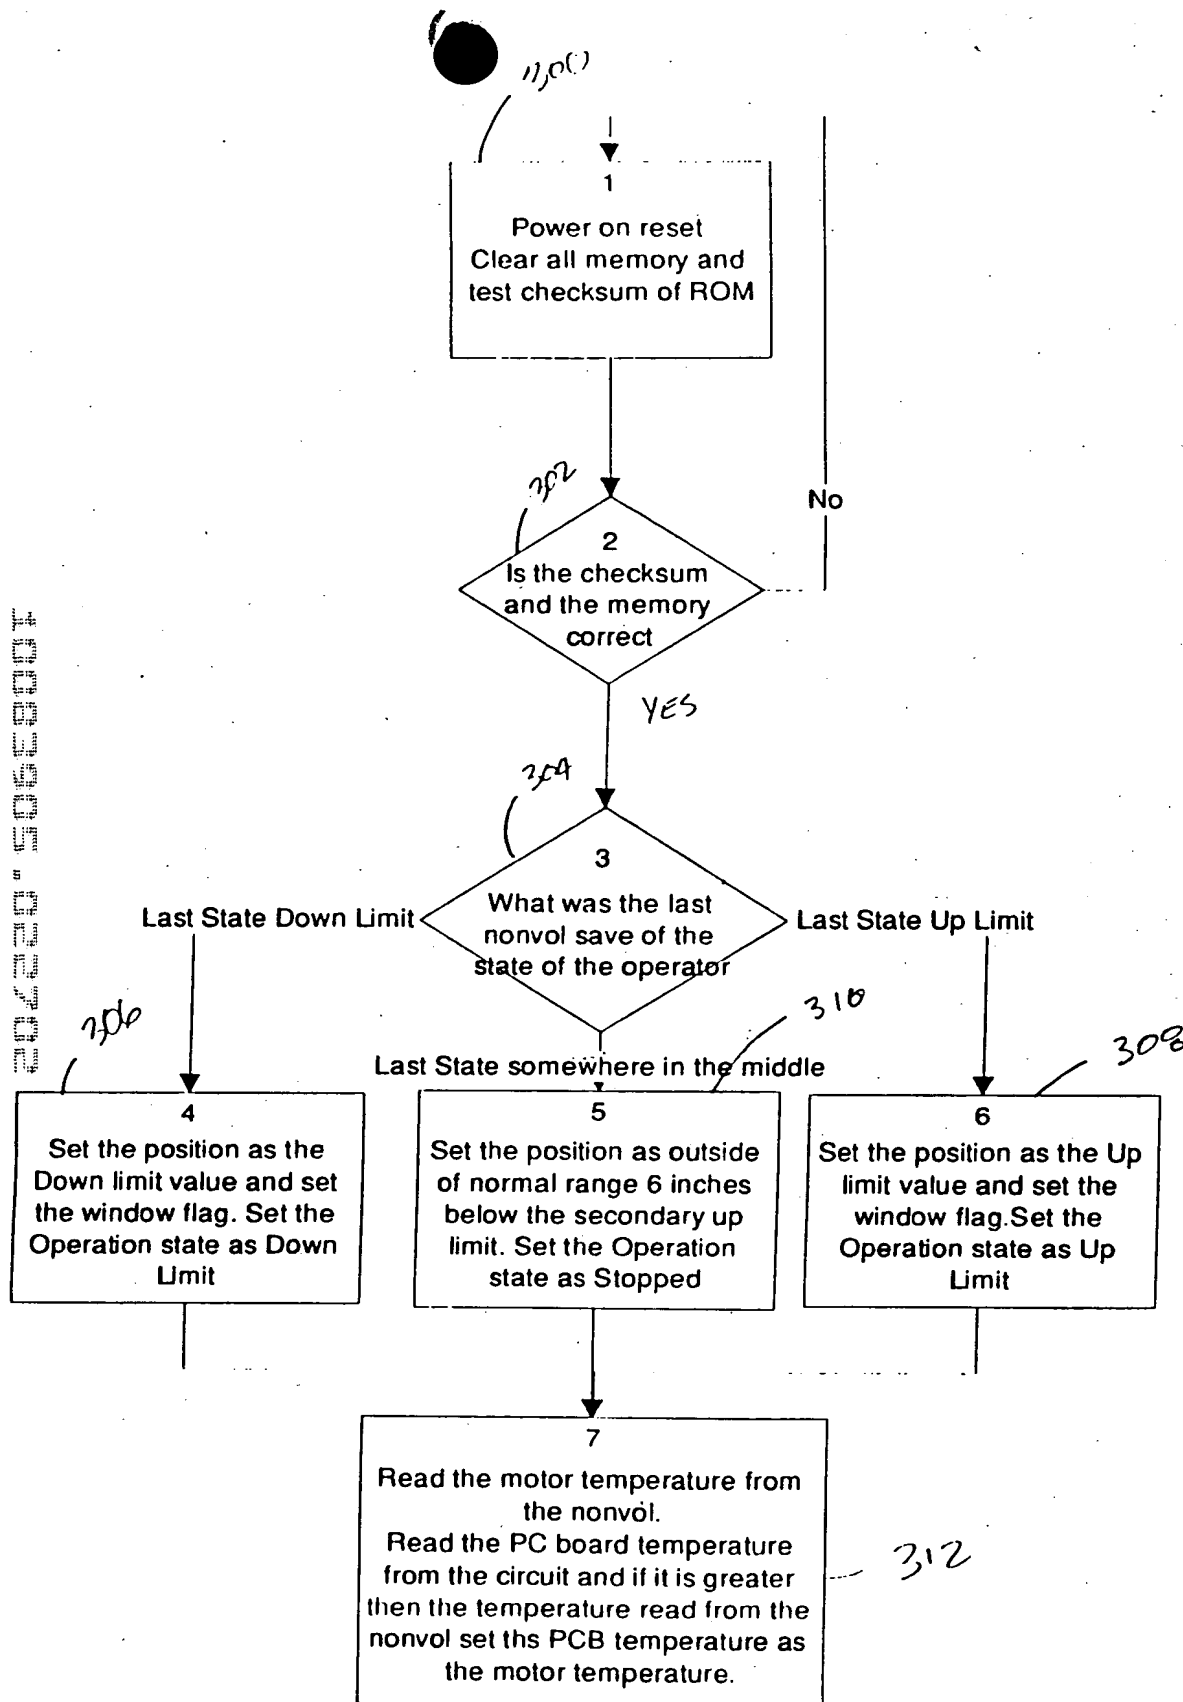 1
Power on reset
Clear all memory and
test checksum of ROM
302
No
2
Is the checksum
and the memory
correct
YES
304
3
What was the last
nonvol save of the
state of the operator
Last State Down Limit
Last State Up Limit
306
310
308
Last State somewhere in the middle
4
Set the position as the
Down limit value and set
the window flag. Set the
Operation state as Down
Limit
5
Set the position as outside
of normal range 6 inches
below the secondary up
limit. Set the Operation
state as Stopped
6
Set the position as the Up
limit value and set the
window flag.Set the
Operation state as Up
Limit
7
Read the motor temperature from
the nonvol.
Read the PC board temperature
from the circuit and if it is greater
then the temperature read from the
nonvol set ths PCB temperature as
the motor temperature.
312
10083905.022702